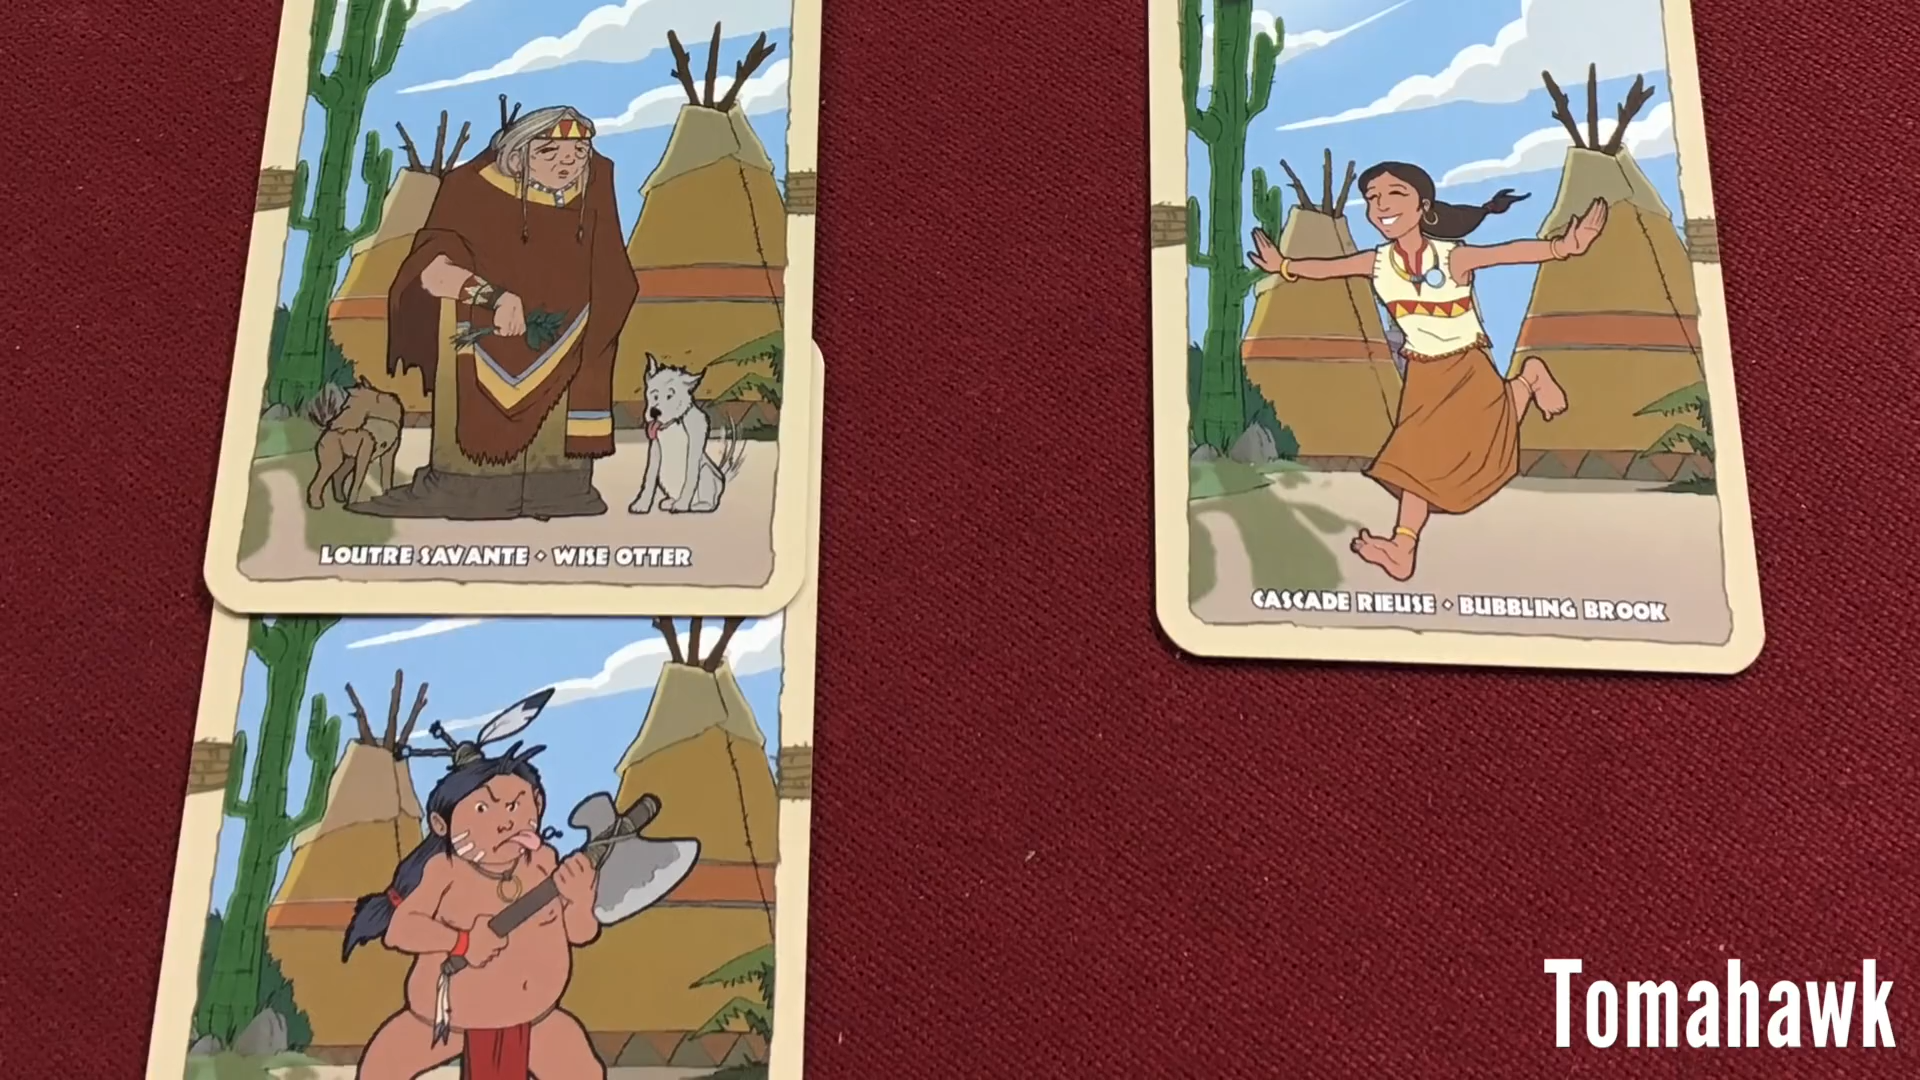 LOUTRE SAVANTE • WISE OTTER
CASCADE RIEUSE • BUBBLING BROOK
Tomahawk